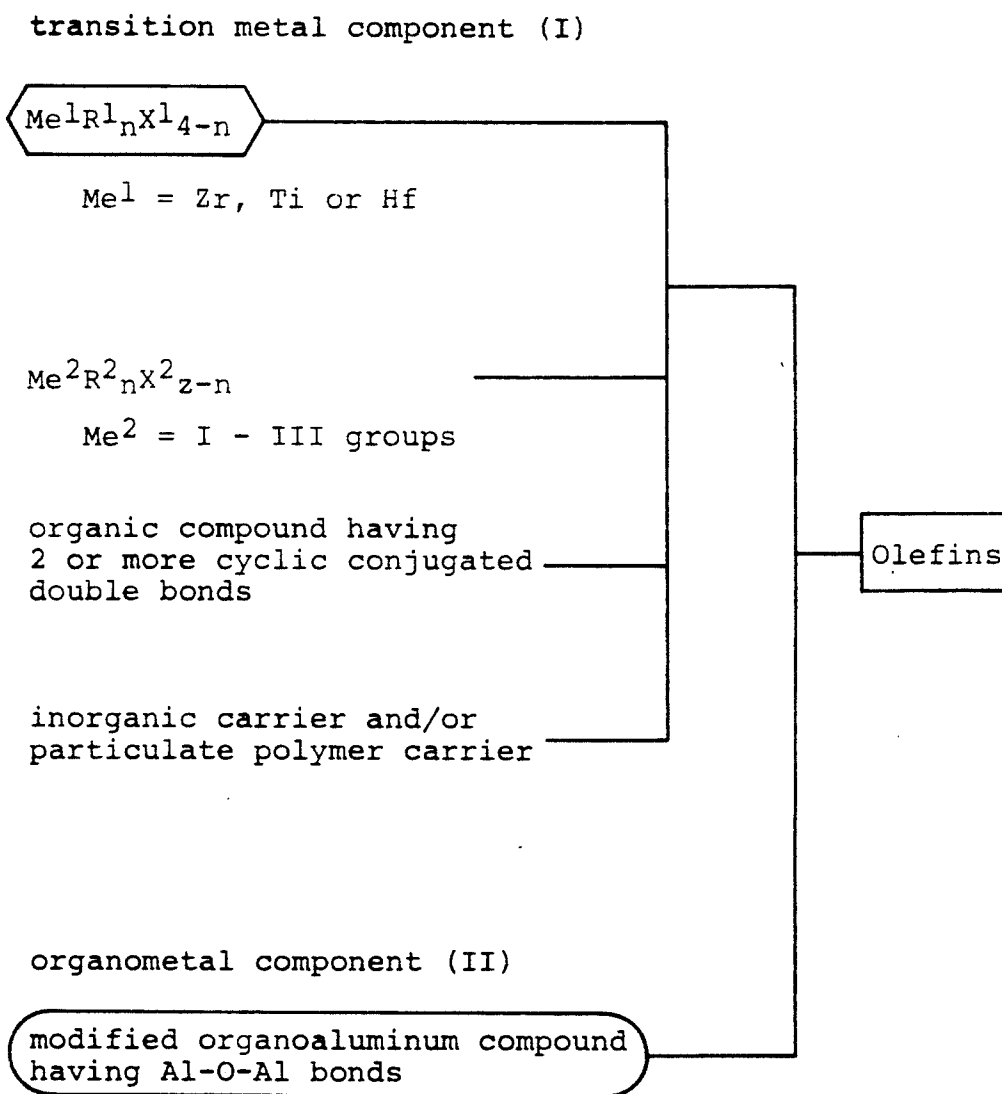 transition metal component (I)
Me¹R¹ₙX¹₄₋ₙ
Me¹ = Zr, Ti or Hf
Me²R²ₙX²z₋ₙ
Me² = I - III groups
organic compound having
2 or more cyclic conjugated
double bonds
Olefins
inorganic carrier and/or
particulate polymer carrier
organometal component (II)
modified organoaluminum compound
having Al-O-Al bonds